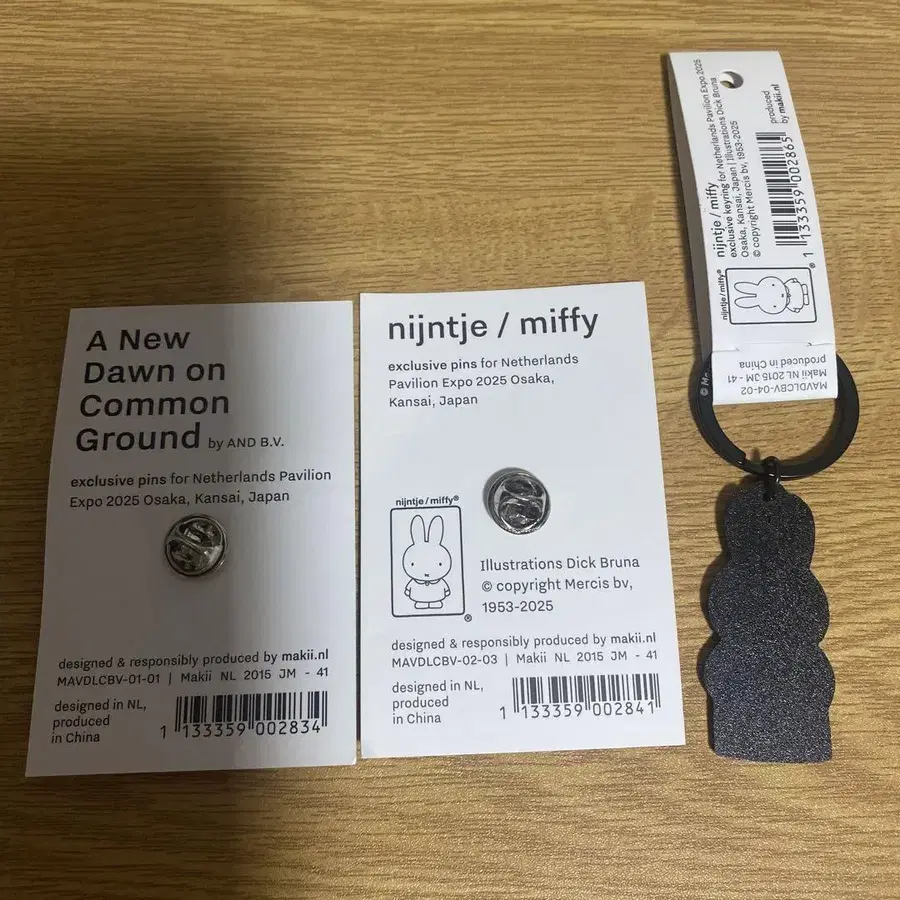 A New
Dawn on
Common
Ground by AND B.V.
exclusive pins for Netherlands Pavilion
Expo 2025 Osaka, Kansai, Japan
designed & responsibly produced by makii.nl
MAVDLCBV-01-01 | Makii NL 2015 JM - 41
designed in NL,
produced
in China
1 133359 002834
nijntje / miffy
exclusive pins for Netherlands
Pavilion Expo 2025 Osaka,
Kansai, Japan
nijntje / miffy®
®
Illustrations Dick Bruna
© copyright Mercis bv,
1953-2025
designed & responsibly produced by makii.nl
MAVDLCBV-02-03 | Makii NL 2015 JM - 41
designed in NL,
produced
in China
1 133359 002841
nijntje / miffy
exclusive keyring for Netherlands Pavilion Expo 2025
Osaka, Kansai, Japan | Illustrations Dick Bruna
© copyright Mercis bv, 1953-2025
produced
by makii.nl
1 133359 002865
nijntje / miffy®
®
MAVDLCBV-04-02
Makii NL 2015 JM - 41
produced in China